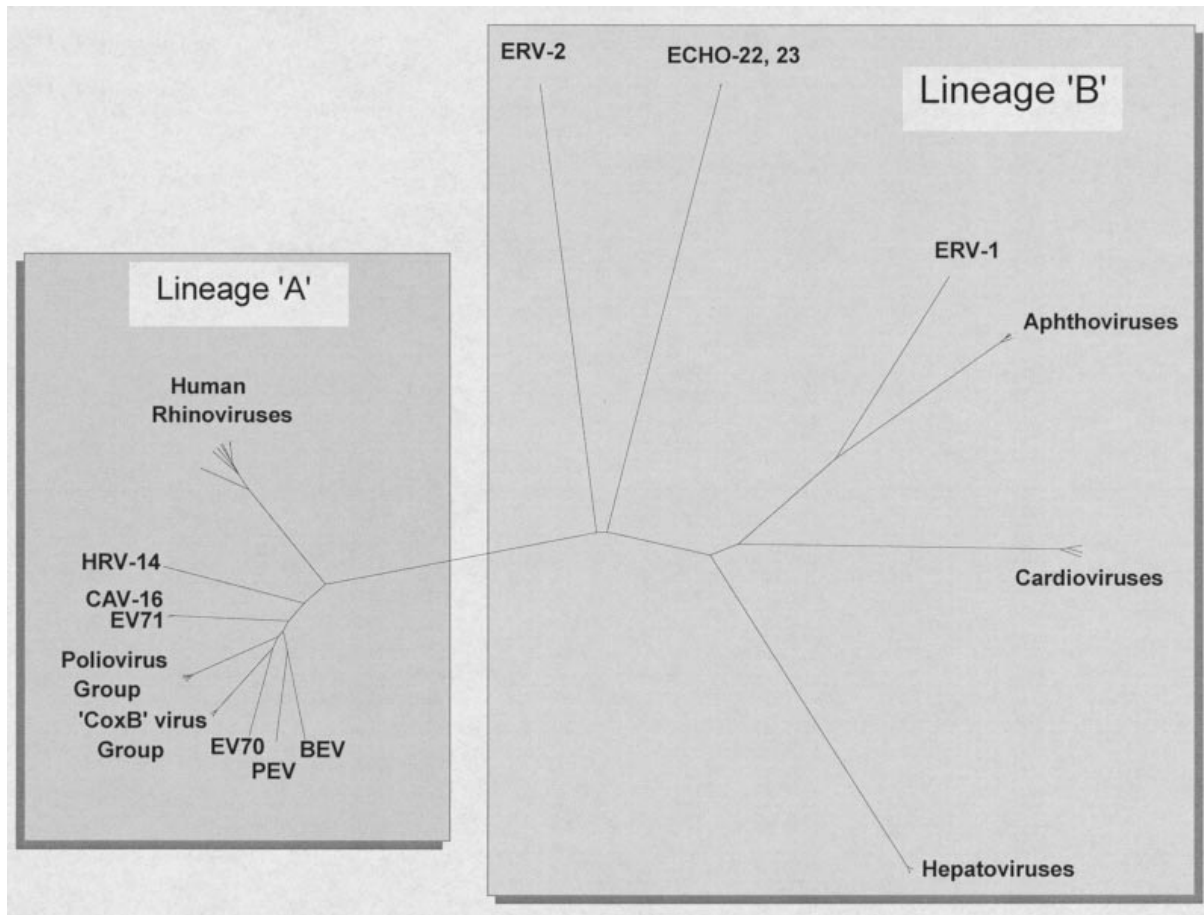 ERV-2
ECHO-22, 23
Lineage 'B'
ERV-1
Aphthoviruses
Cardioviruses
Hepatoviruses
Lineage 'A'
Human
Rhinoviruses
HRV-14
CAV-16
EV71
Poliovirus
Group
'CoxB' virus
Group
EV70
PEV
BEV